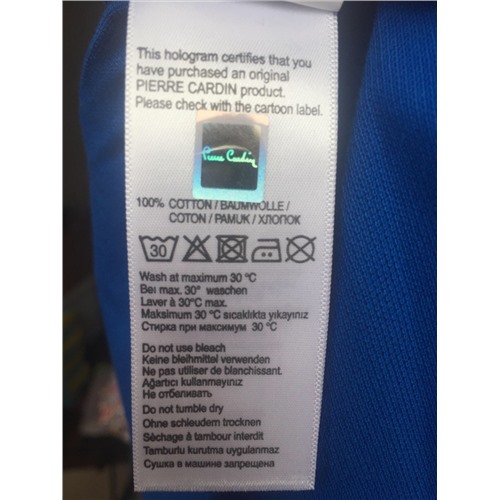 This hologram certifies that you
have purchased an original
PIERRE CARDIN product.
Please check with the cartoon label.
Pierre Cardin
100% COTTON / BAUMWOLLE /
COTON / PAMUK / ХЛОПОК
30
Wash at maximum 30 °C
Bei max. 30° waschen
Laver à 30°C max.
Maksimum 30 °C sıcaklıkta yıkayınız
Стирка при максимум 30 °C
Do not use bleach
Keine bleihmittel verwenden
Ne pas utiliser de blanchissant.
Ağartıcı kullanmayınız
Не отбеливать
Do not tumble dry
Ohne schleudern trocknen
Sèchage à tambour interdit
Tamburlu kurutma uygulanmaz
Сушка в машине запрещена